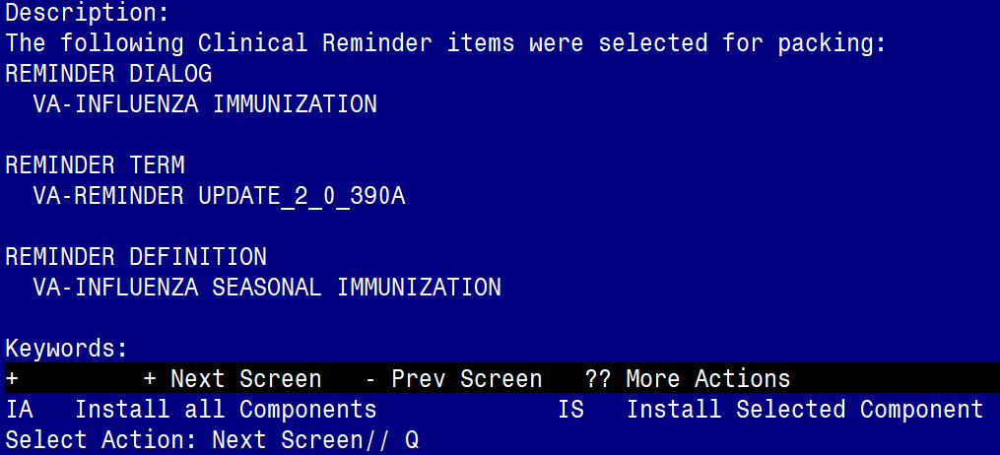 Description:
The following Clinical Reminder items were selected for packing:
REMINDER DIALOG
VA-INFLUENZA IMMUNIZATION
REMINDER TERM
VA-REMINDER UPDATE_2_0_390A
REMINDER DEFINITION
VA-INFLUENZA SEASONAL IMMUNIZATION
Keywords:
+ + Next Screen - Prev Screen ?? More Actions
IA Install all Components IS Install Selected Component
Select Action: Next Screen// Q